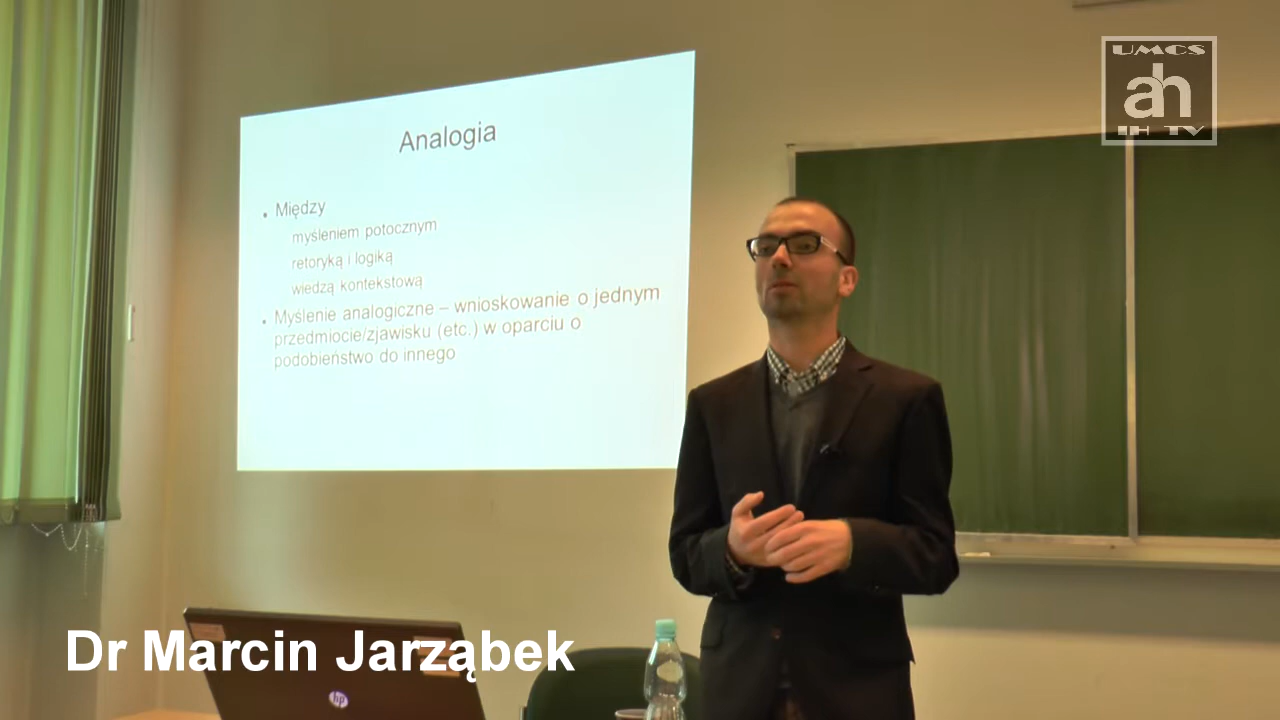 UMCS
ah
IH TV
Analogia
• Między
myśleniem potocznym
retoryką i logiką
wiedzą kontekstową
• Myślenie analogiczne – wnioskowanie o jednym
przedmiocie/zjawisku (etc.) w oparciu o
podobieństwo do innego
Dr Marcin Jarząbek
hp